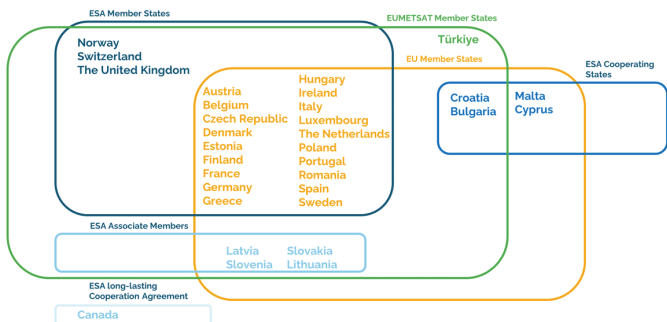 ESA Member States
EUMETSAT Member States
Türkiye
Norway
Switzerland
The United Kingdom
EU Member States
ESA Cooperating
States
Austria
Belgium
Czech Republic
Denmark
Estonia
Finland
France
Germany
Greece
Hungary
Ireland
Italy
Luxembourg
The Netherlands
Poland
Portugal
Romania
Spain
Sweden
Croatia
Bulgaria
Malta
Cyprus
ESA Associate Members
Latvia
Slovenia
Slovakia
Lithuania
ESA long-lasting
Cooperation Agreement
Canada